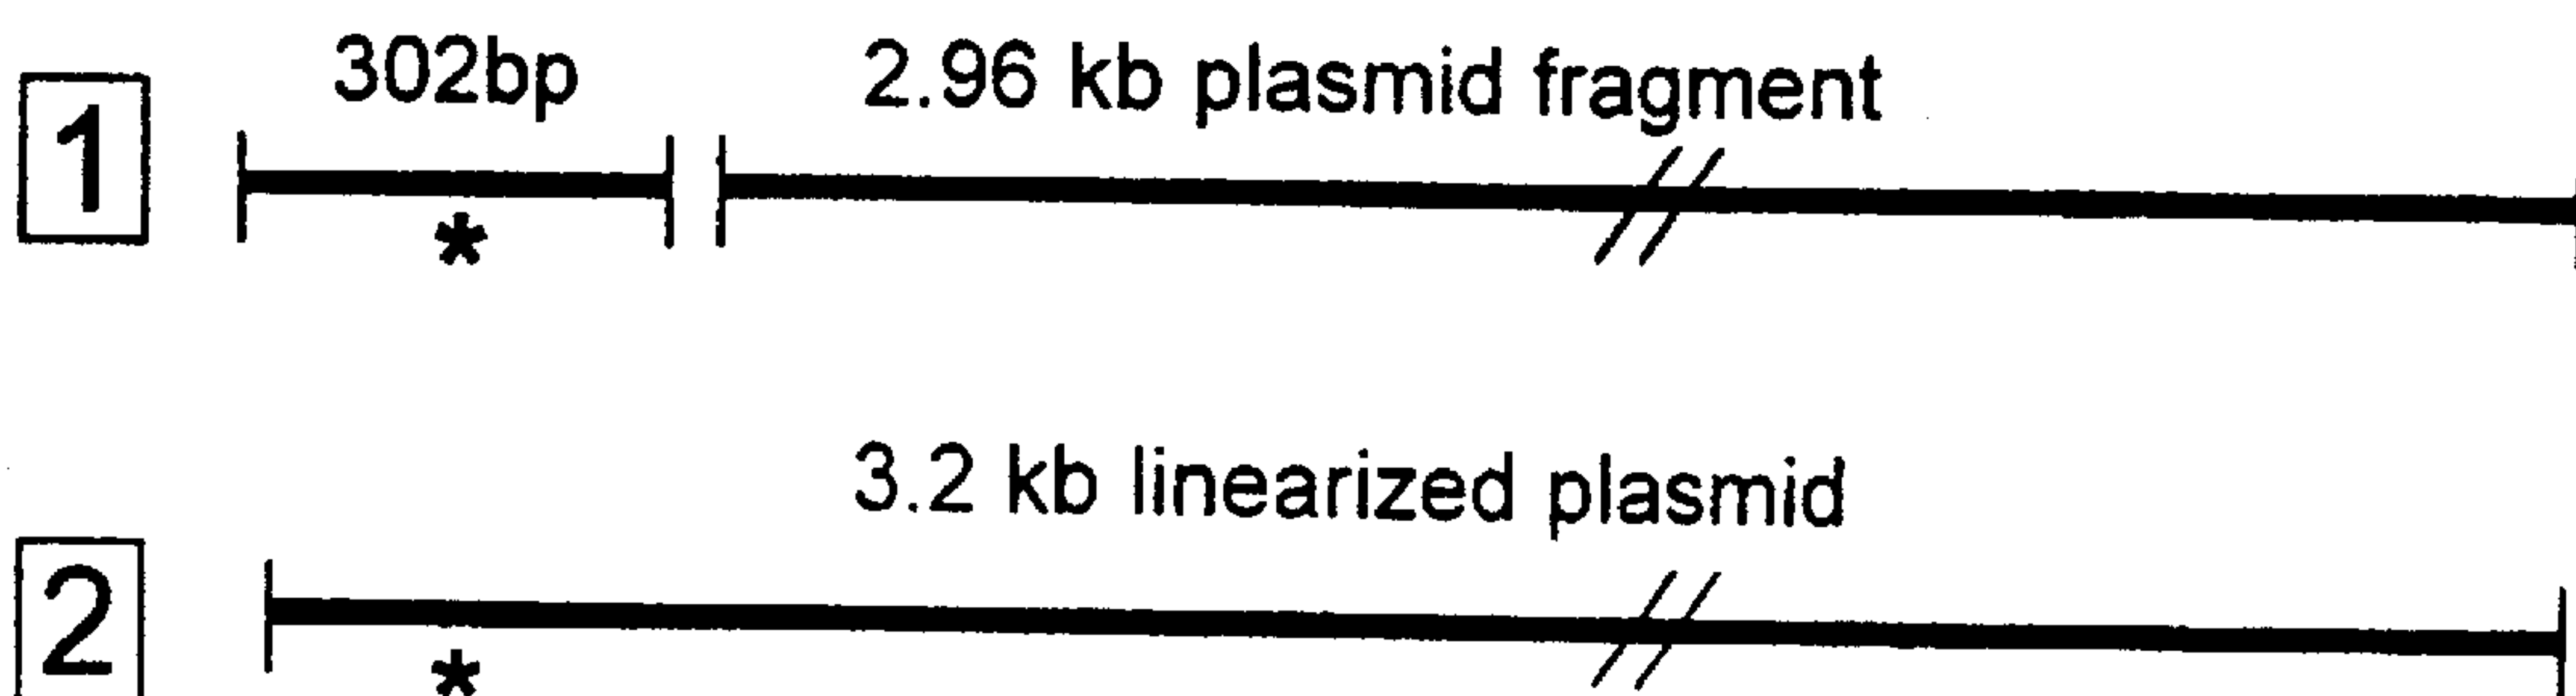 302bp 2.96 kb plasmid fragment
1
*
3.2 kb linearized plasmid
2
*